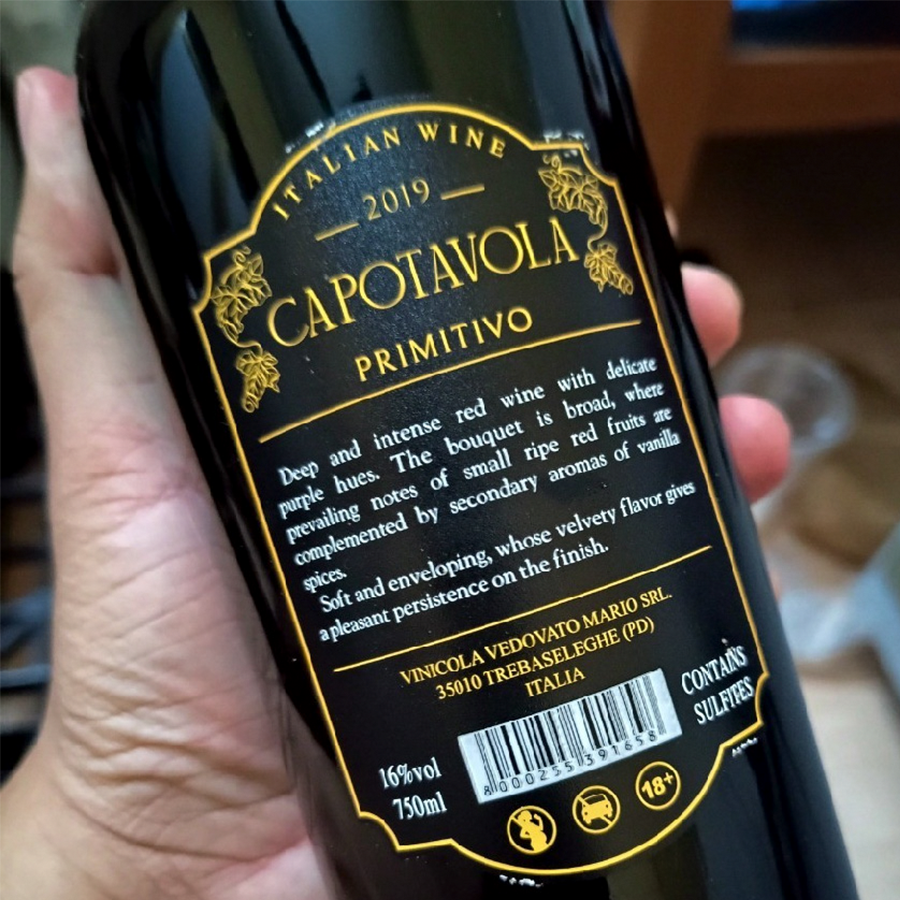 ITALIAN WINE
2019
CAPOTAVOLA
PRIMITIVO
Deep and intense red wine with delicate
purple hues. The bouquet is broad, where
prevailing notes of small ripe red fruits are
complemented by secondary aromas of vanilla
spices.
Soft and enveloping, whose velvety flavor gives
a pleasant persistence on the finish.
VINICOLA VEDOVATO MARIO SRL.
35010 TREBASELEGHE (PD)
ITALIA
CONTAINS
SULFITES
16%vol
750ml
8000255391658
18+